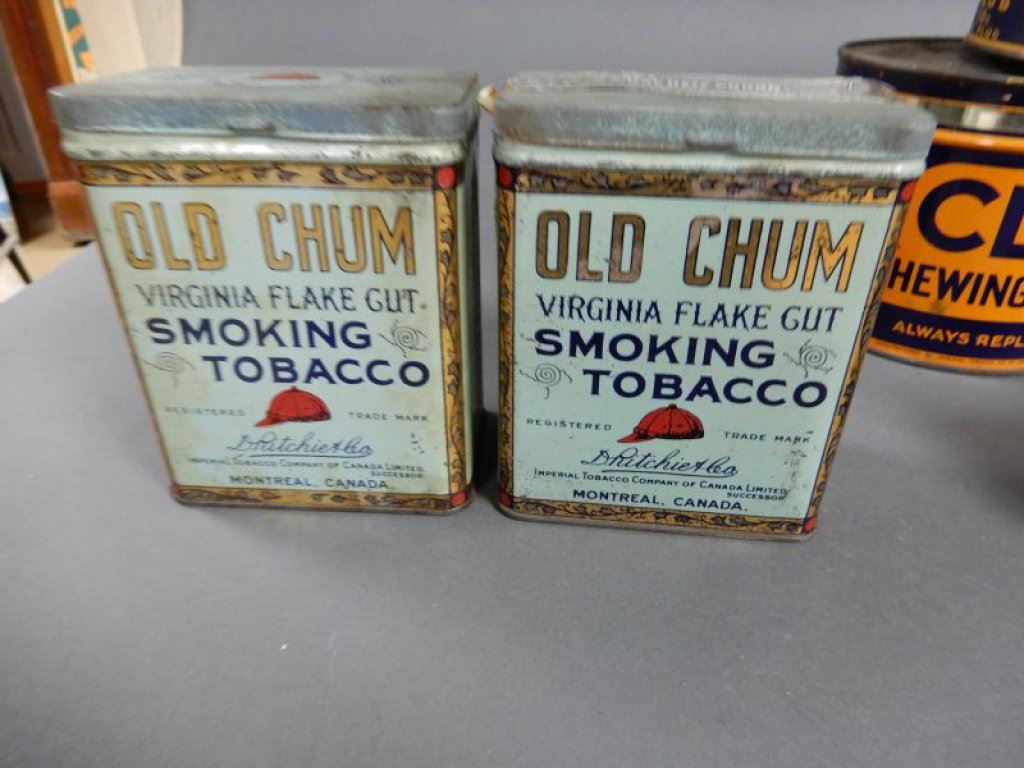 OLD CHUM
VIRGINIA FLAKE CUT
SMOKING
TOBACCO
REGISTERED TRADE MARK
D. Ritchie & Co
IMPERIAL TOBACCO COMPANY OF CANADA LIMITED,
SUCCESSOR
MONTREAL, CANADA.
OLD CHUM
VIRGINIA FLAKE CUT
SMOKING
TOBACCO
REGISTERED TRADE MARK
D. Ritchie & Co
IMPERIAL TOBACCO COMPANY OF CANADA LIMITED
SUCCESSOR
MONTREAL, CANADA.
HEWING
ALWAYS REPL